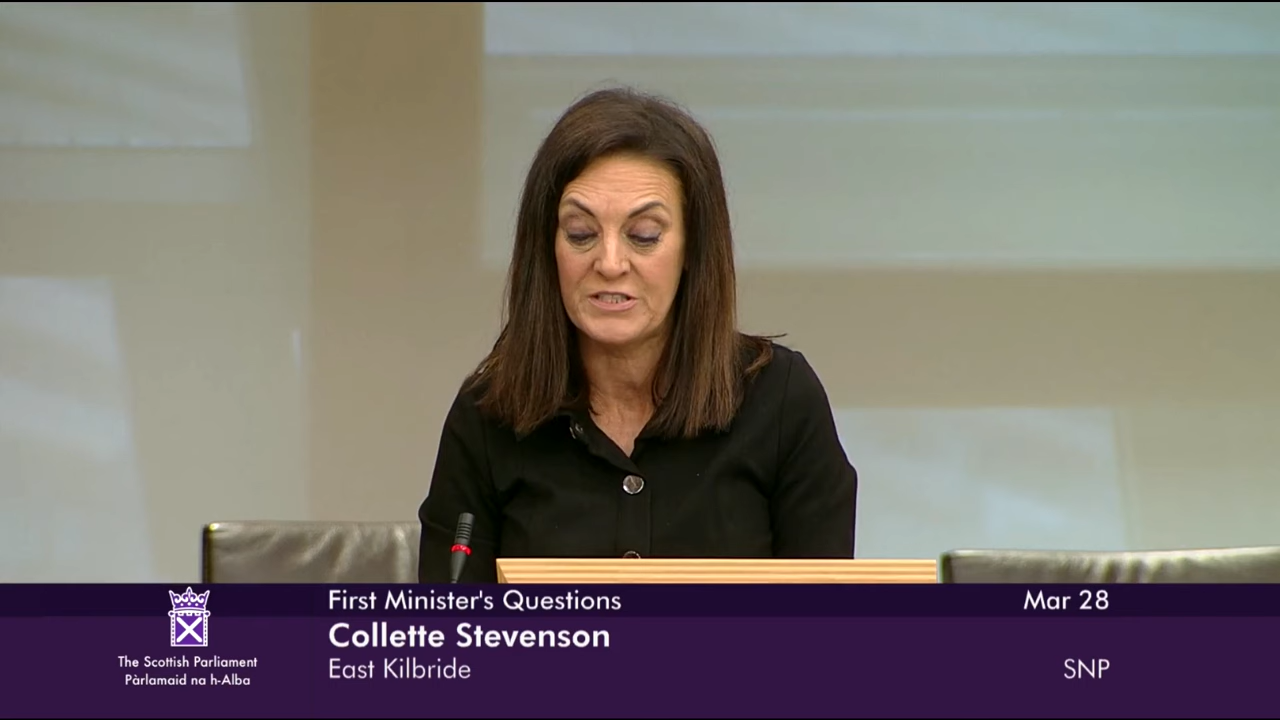 First Minister's Questions
Mar 28
Collette Stevenson
East Kilbride
SNP
The Scottish Parliament
Pàrlamaid na h-Alba